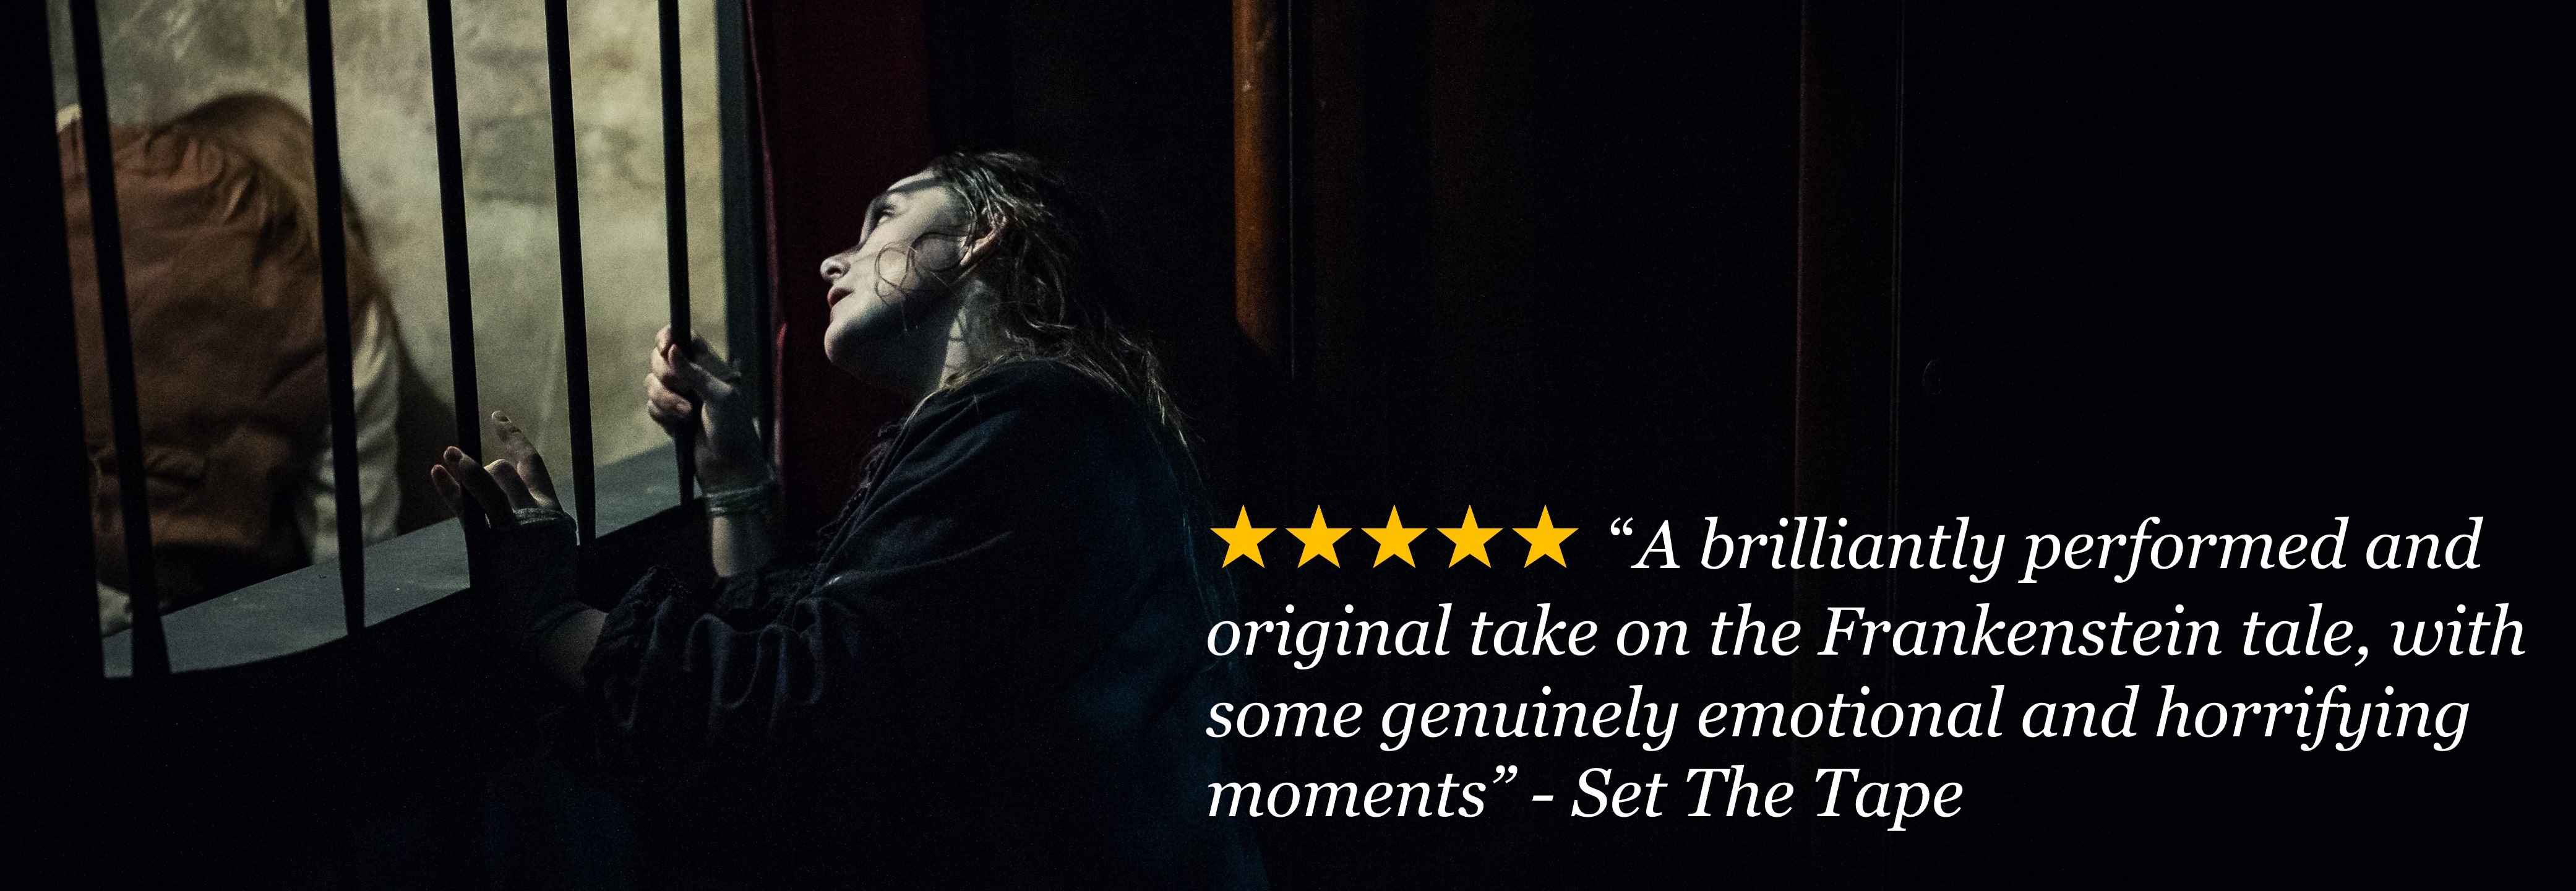 ★★★★★ “A brilliantly performed and
original take on the Frankenstein tale, with
some genuinely emotional and horrifying
moments” - Set The Tape